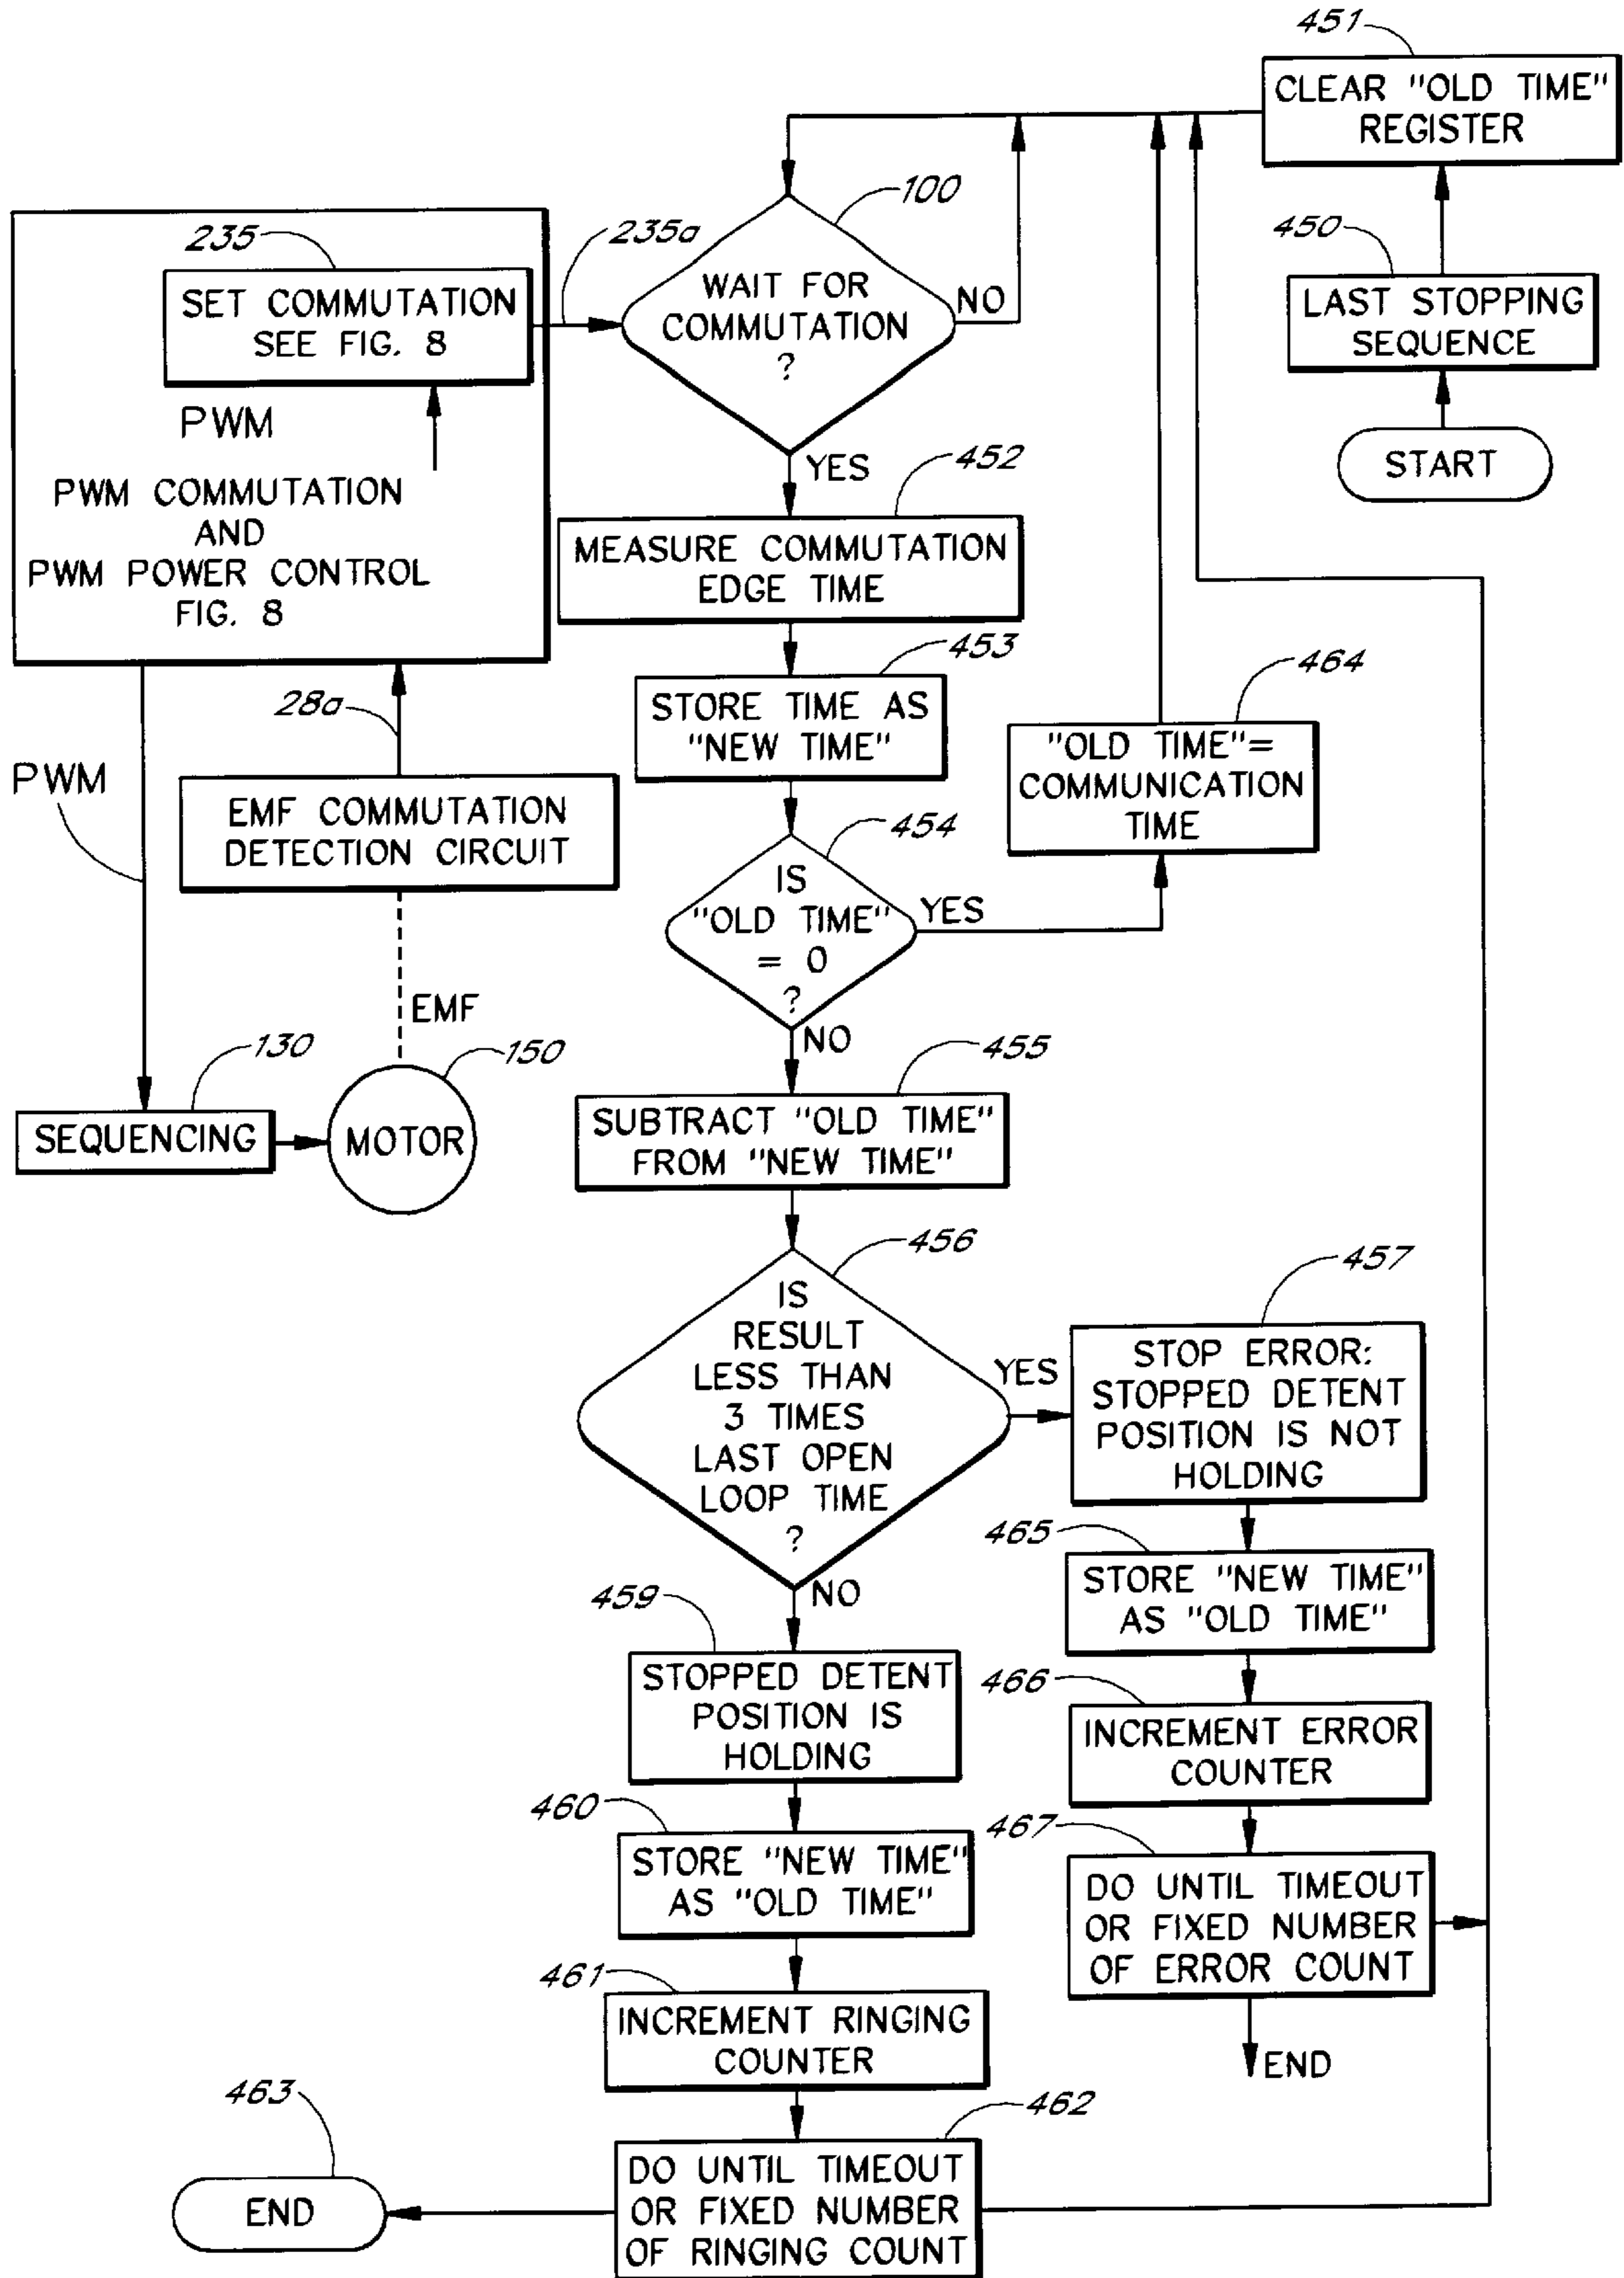 451
CLEAR "OLD TIME"
REGISTER
450
LAST STOPPING
SEQUENCE
START
100
WAIT FOR
COMMUTATION
?
NO
YES
235
235a
SET COMMUTATION
SEE FIG. 8
PWM
PWM COMMUTATION
AND
PWM POWER CONTROL
FIG. 8
28a
PWM
EMF COMMUTATION
DETECTION CIRCUIT
EMF
130
SEQUENCING
150
MOTOR
452
MEASURE COMMUTATION
EDGE TIME
453
STORE TIME AS
"NEW TIME"
454
IS
"OLD TIME"
= 0
?
YES
NO
464
"OLD TIME"=
COMMUNICATION
TIME
455
SUBTRACT "OLD TIME"
FROM "NEW TIME"
456
IS
RESULT
LESS THAN
3 TIMES
LAST OPEN
LOOP TIME
?
YES
NO
457
STOP ERROR:
STOPPED DETENT
POSITION IS NOT
HOLDING
465
STORE "NEW TIME"
AS "OLD TIME"
466
INCREMENT ERROR
COUNTER
467
DO UNTIL TIMEOUT
OR FIXED NUMBER
OF ERROR COUNT
END
459
STOPPED DETENT
POSITION IS
HOLDING
460
STORE "NEW TIME"
AS "OLD TIME"
461
INCREMENT RINGING
COUNTER
462
DO UNTIL TIMEOUT
OR FIXED NUMBER
OF RINGING COUNT
463
END